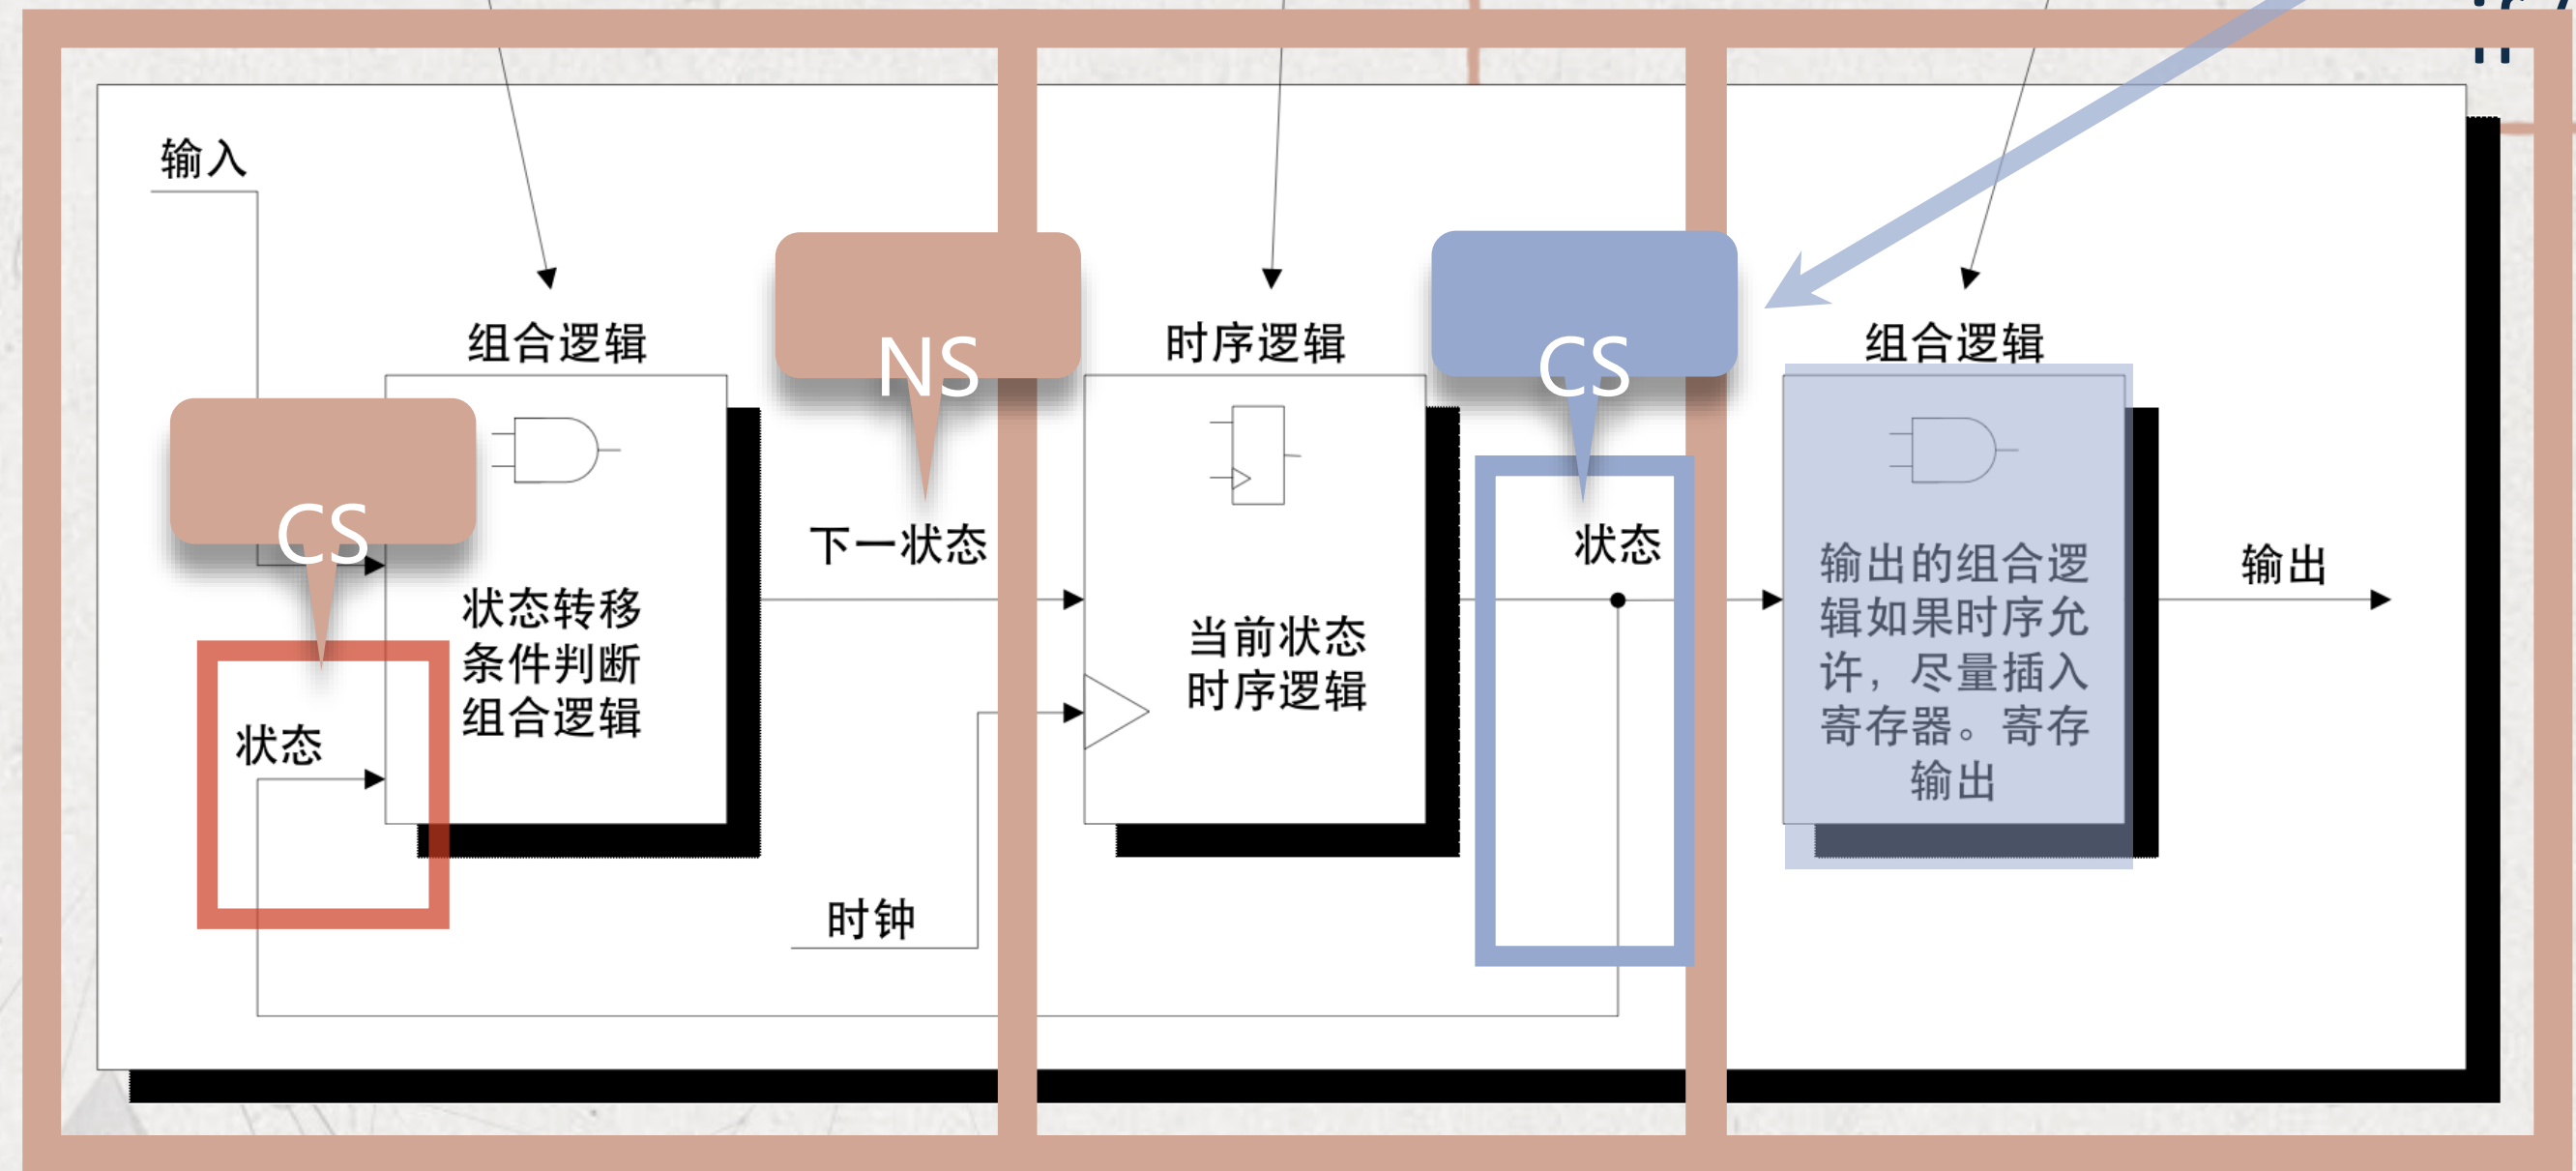 输入
组合逻辑
NS
时序逻辑
CS
组合逻辑
CS
下一状态
状态
输出
状态转移
条件判断
组合逻辑
当前状态
时序逻辑
输出的组合逻
辑如果时序允
许，尽量插入
寄存器。寄存
输出
状态
时钟